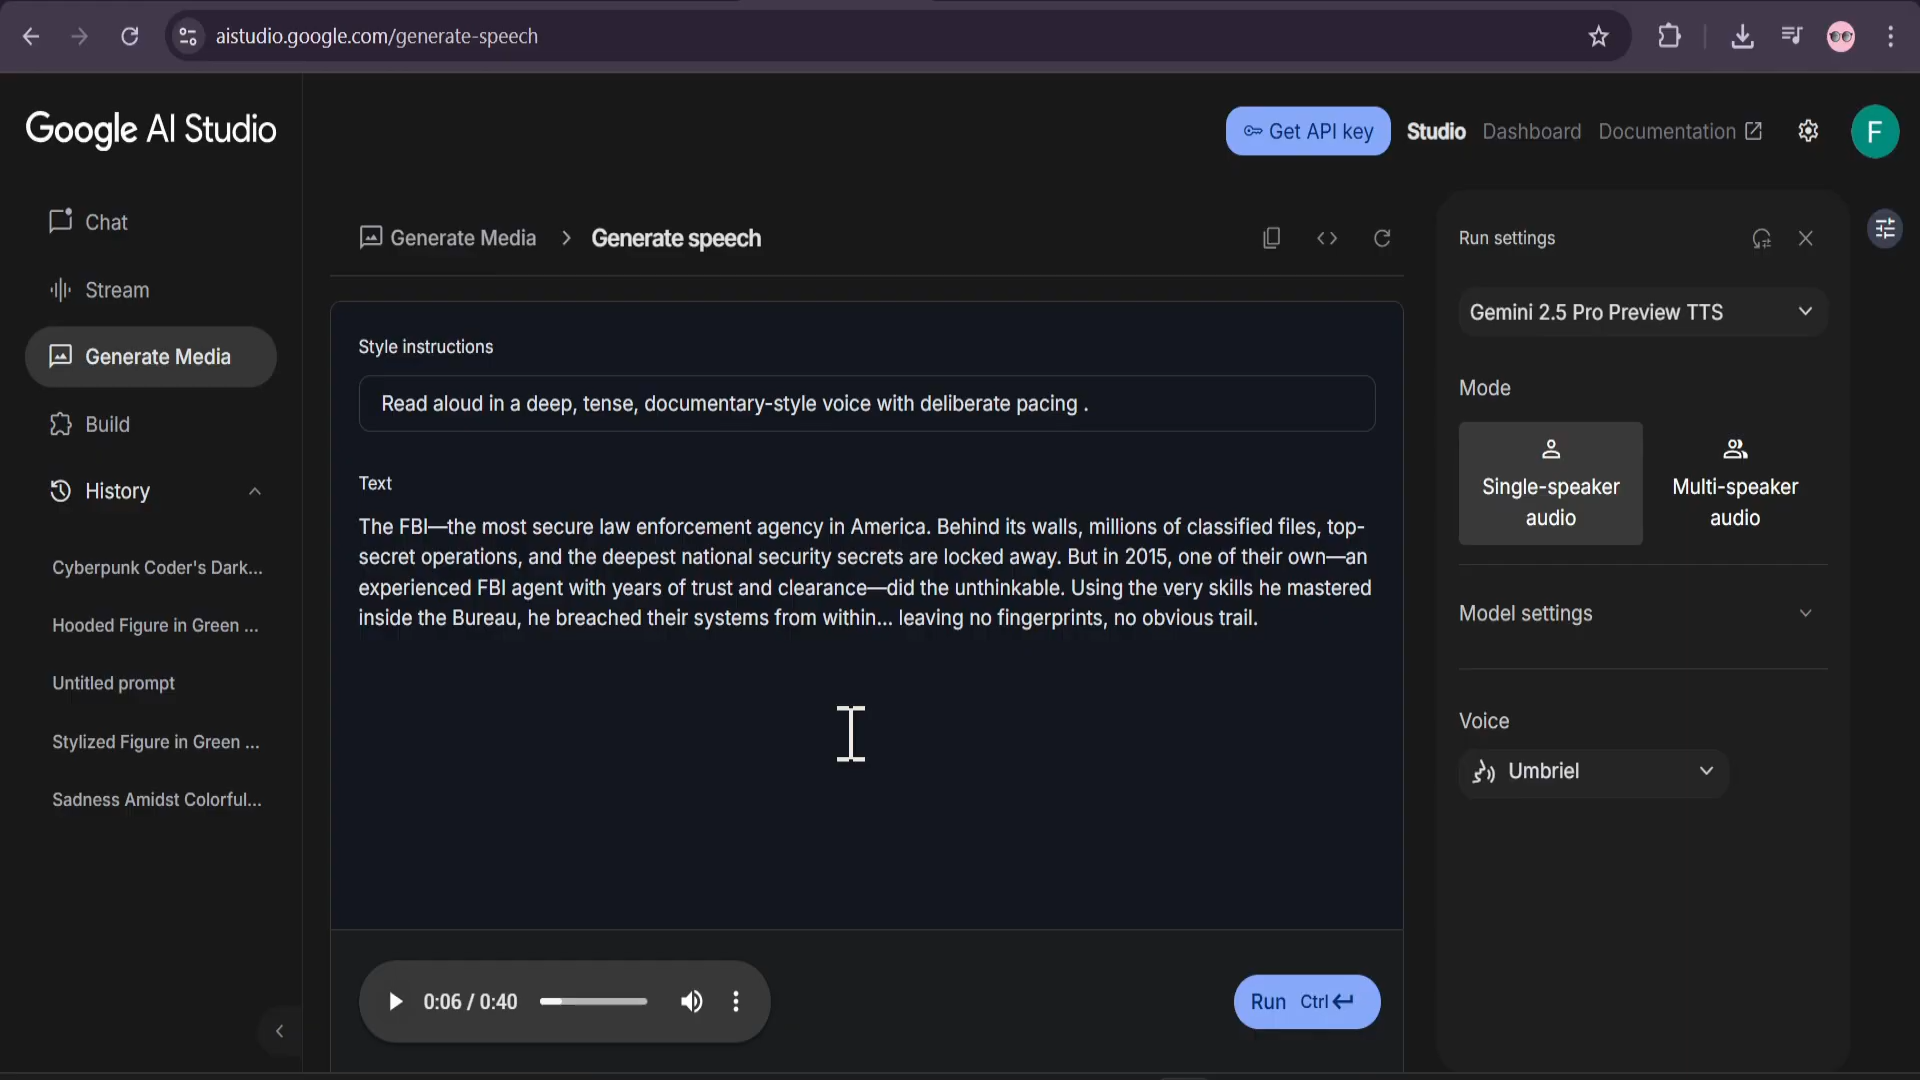 aistudio.google.com/generate-speech
Google AI Studio
Get API key
Studio
Dashboard
Documentation
F
Chat
Stream
Generate Media
Build
History
Cyberpunk Coder's Dark...
Hooded Figure in Green ...
Untitled prompt
Stylized Figure in Green ...
Sadness Amidst Colorful...
Generate Media > Generate speech
Style instructions
Read aloud in a deep, tense, documentary-style voice with deliberate pacing .
Text
The FBI—the most secure law enforcement agency in America. Behind its walls, millions of classified files, top-
secret operations, and the deepest national security secrets are locked away. But in 2015, one of their own—an
experienced FBI agent with years of trust and clearance—did the unthinkable. Using the very skills he mastered
inside the Bureau, he breached their systems from within... leaving no fingerprints, no obvious trail.
0:06 / 0:40
Run Ctrl
Run settings
Gemini 2.5 Pro Preview TTS
Mode
Single-speaker
audio
Multi-speaker
audio
Model settings
Voice
Umbriel